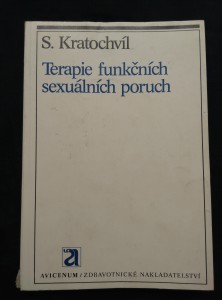 S. Kratochvíl
Terapie funkčních
sexuálních poruch
a
AVICENUM/ZDRAVOTNICKÉ NAKLADATELSTVÍ